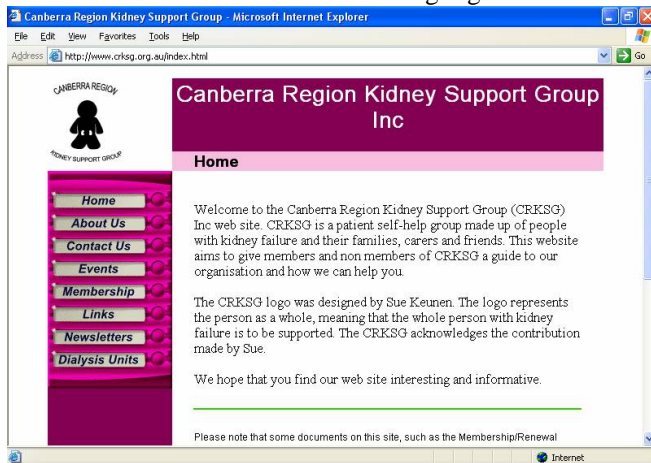 Canberra Region Kidney Support Group - Microsoft Internet Explorer
File Edit View Favorites Tools Help
Address http://www.crksg.org.au/index.html Go
CANBERRA REGION
KIDNEY SUPPORT GROUP
Canberra Region Kidney Support Group
Inc
Home
Home
About Us
Contact Us
Events
Membership
Links
Newsletters
Dialysis Units
Welcome to the Canberra Region Kidney Support Group (CRKSG)
Inc web site. CRKSG is a patient self-help group made up of people
with kidney failure and their families, carers and friends. This website
aims to give members and non members of CRKSG a guide to our
organisation and how we can help you.
The CRKSG logo was designed by Sue Keunen. The logo represents
the person as a whole, meaning that the whole person with kidney
failure is to be supported. The CRKSG acknowledges the contribution
made by Sue.
We hope that you find our web site interesting and informative.
Please note that some documents on this site, such as the Membership/Renewal
Internet